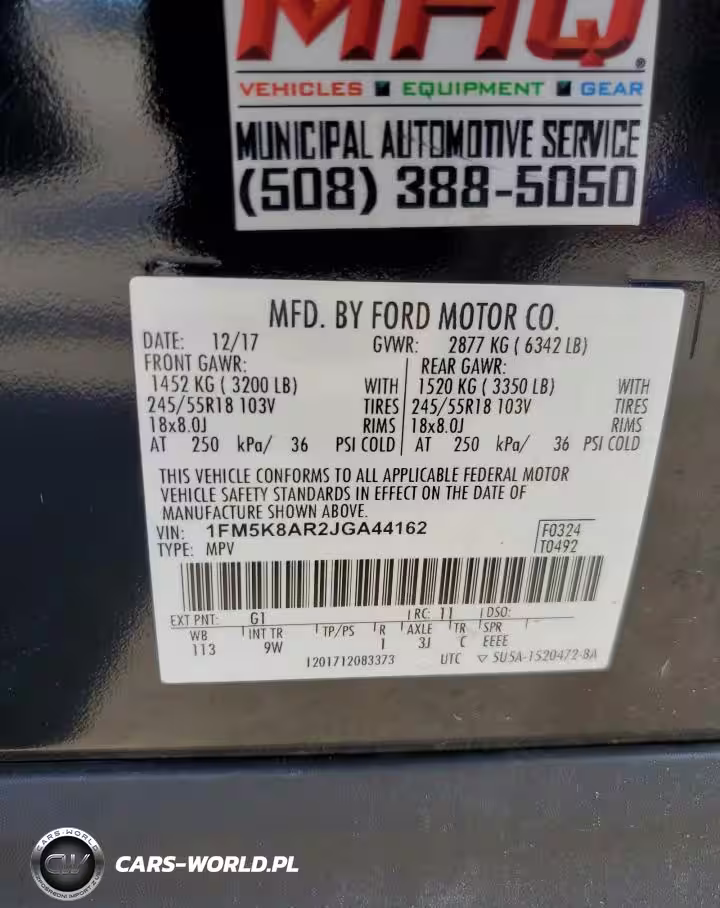 MHQ®
VEHICLES ■ EQUIPMENT ■ GEAR
MUNICIPAL AUTOMOTIVE SERVICE
(508) 388-5050
MFD. BY FORD MOTOR CO.
DATE: 12/17 GVWR: 2877 KG ( 6342 LB)
FRONT GAWR: REAR GAWR:
1452 KG ( 3200 LB) WITH 1520 KG ( 3350 LB) WITH
245/55R18 103V TIRES 245/55R18 103V TIRES
18x8.0J RIMS 18x8.0J RIMS
AT 250 kPa/ 36 PSI COLD AT 250 kPa/ 36 PSI COLD
THIS VEHICLE CONFORMS TO ALL APPLICABLE FEDERAL MOTOR
VEHICLE SAFETY STANDARDS IN EFFECT ON THE DATE OF
MANUFACTURE SHOWN ABOVE.
VIN: 1FM5K8AR2JGA44162 F0324
TYPE: MPV T0492
EXT PNT: G1 RC: 11 DSO:
WB INT TR TP/PS R AXLE TR SPR
113 9W 1 3J C EEEE
1201712083373 UTC ▽ 5U5A-1520472-BA
CARS-WORLD
CW
CARS-WORLD.PL